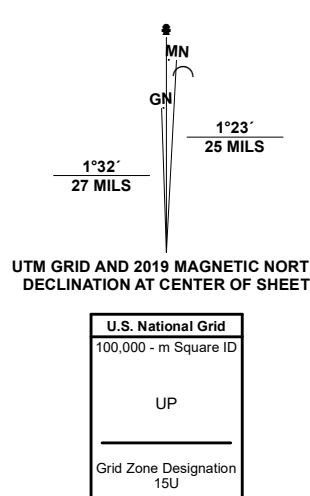 MN
GN
1°23´
25 MILS
1°32´
27 MILS
UTM GRID AND 2019 MAGNETIC NORT
DECLINATION AT CENTER OF SHEET
U.S. National Grid
100,000 - m Square ID
UP
Grid Zone Designation
15U